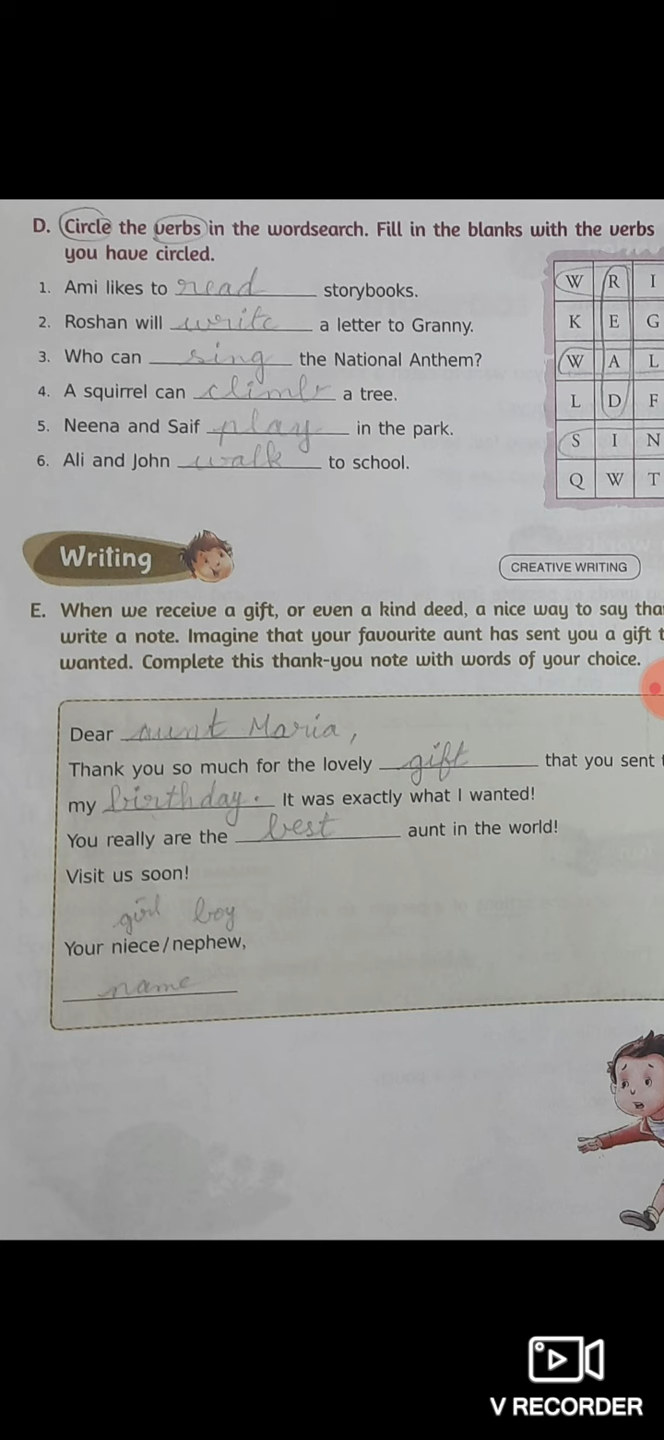 D. Circle the verbs in the wordsearch. Fill in the blanks with the verbs
you have circled.
1. Ami likes to read storybooks.
2. Roshan will write a letter to Granny.
3. Who can sing the National Anthem?
4. A squirrel can climb a tree.
5. Neena and Saif play in the park.
6. Ali and John walk to school.
W R I
K E G
W A L
L D F
S I N
Q W T
Writing
CREATIVE WRITING
E. When we receive a gift, or even a kind deed, a nice way to say tha
write a note. Imagine that your favourite aunt has sent you a gift t
wanted. Complete this thank-you note with words of your choice.
Dear aunt Maria,
Thank you so much for the lovely gift that you sent
my birthday. It was exactly what I wanted!
You really are the best aunt in the world!
Visit us soon!
girl boy
Your niece/nephew,
name
V RECORDER